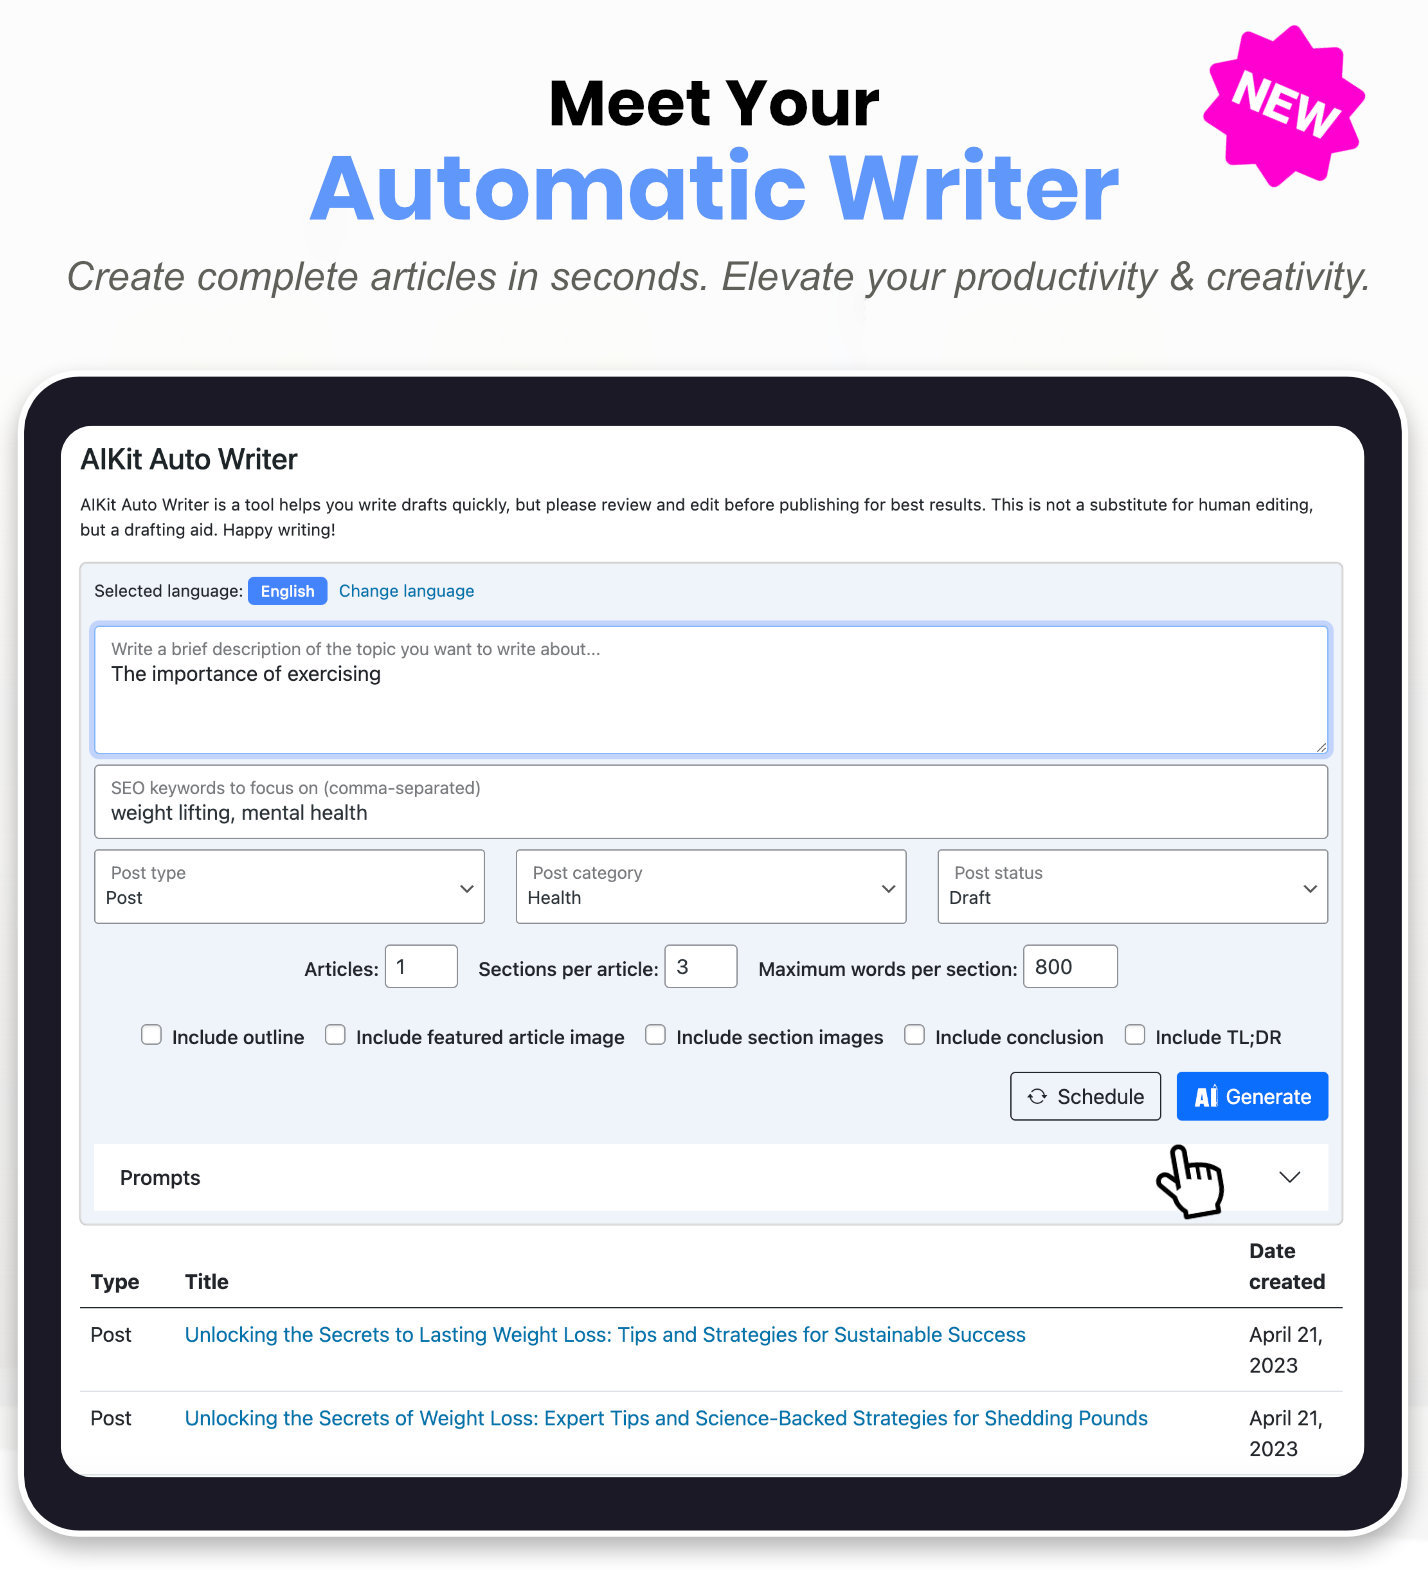 NEW
Meet Your
Automatic Writer
Create complete articles in seconds. Elevate your productivity & creativity.
AIKit Auto Writer
AIKit Auto Writer is a tool helps you write drafts quickly, but please review and edit before publishing for best results. This is not a substitute for human editing,
but a drafting aid. Happy writing!
Selected language: English Change language
Write a brief description of the topic you want to write about...
The importance of exercising
SEO keywords to focus on (comma-separated)
weight lifting, mental health
Post type Post category Post status
Post Health Draft
Articles: 1 Sections per article: 3 Maximum words per section: 800
Include outline Include featured article image Include section images Include conclusion Include TL;DR
Schedule AI Generate
Prompts
Type Title Date created
Post Unlocking the Secrets to Lasting Weight Loss: Tips and Strategies for Sustainable Success April 21,
2023
Post Unlocking the Secrets of Weight Loss: Expert Tips and Science-Backed Strategies for Shedding Pounds April 21,
2023